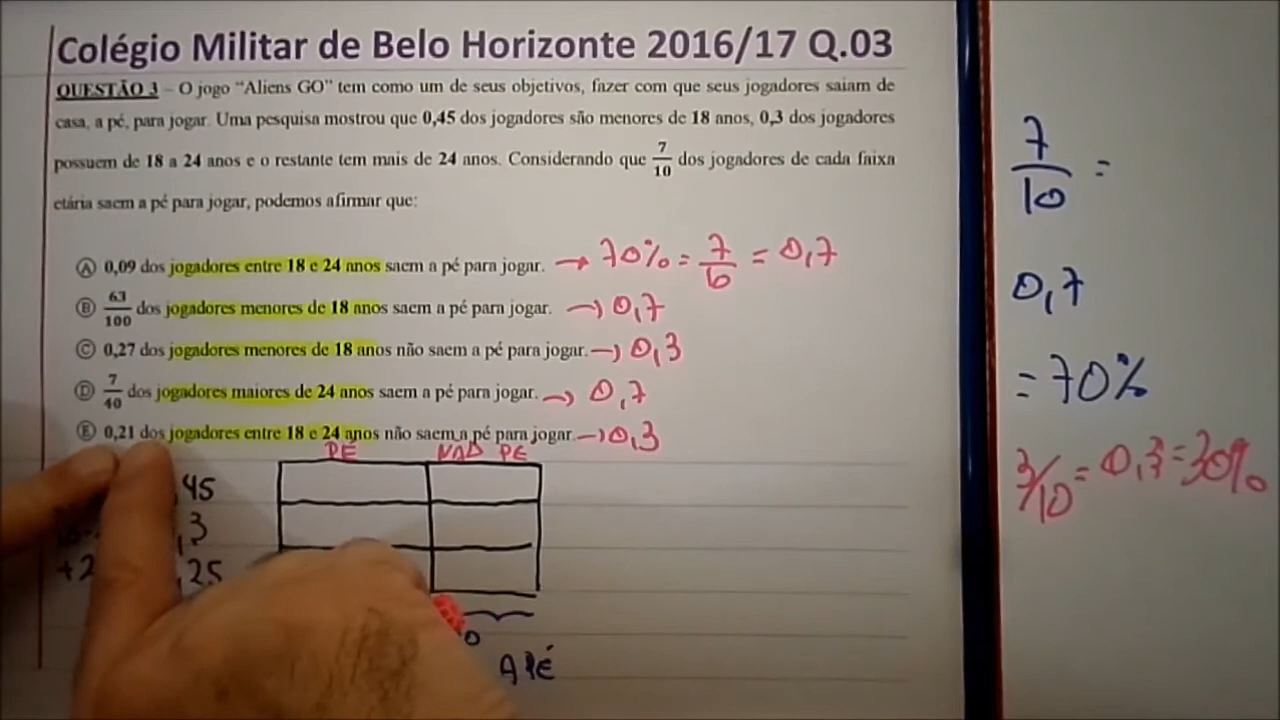 Colégio Militar de Belo Horizonte 2016/17 Q.03
QUESTÃO 3 – O jogo “Aliens GO” tem como um de seus objetivos, fazer com que seus jogadores saiam de
casa, a pé, para jogar. Uma pesquisa mostrou que 0,45 dos jogadores são menores de 18 anos, 0,3 dos jogadores
possuem de 18 a 24 anos e o restante tem mais de 24 anos. Considerando que 7/10 dos jogadores de cada faixa
etária saem a pé para jogar, podemos afirmar que:
A 0,09 dos jogadores entre 18 e 24 anos saem a pé para jogar. → 70% = 7/10 = 0,7
B 63/100 dos jogadores menores de 18 anos saem a pé para jogar. → 0,7
C 0,27 dos jogadores menores de 18 anos não saem a pé para jogar. → 0,3
D 7/40 dos jogadores maiores de 24 anos saem a pé para jogar. → 0,7
E 0,21 dos jogadores entre 18 e 24 anos não saem a pé para jogar → 0,3
PÉ NÃO PÉ
,45
,3
+2 ,25
APÉ
7/10 =
0,7
= 70%
3/10 = 0,3 = 30%